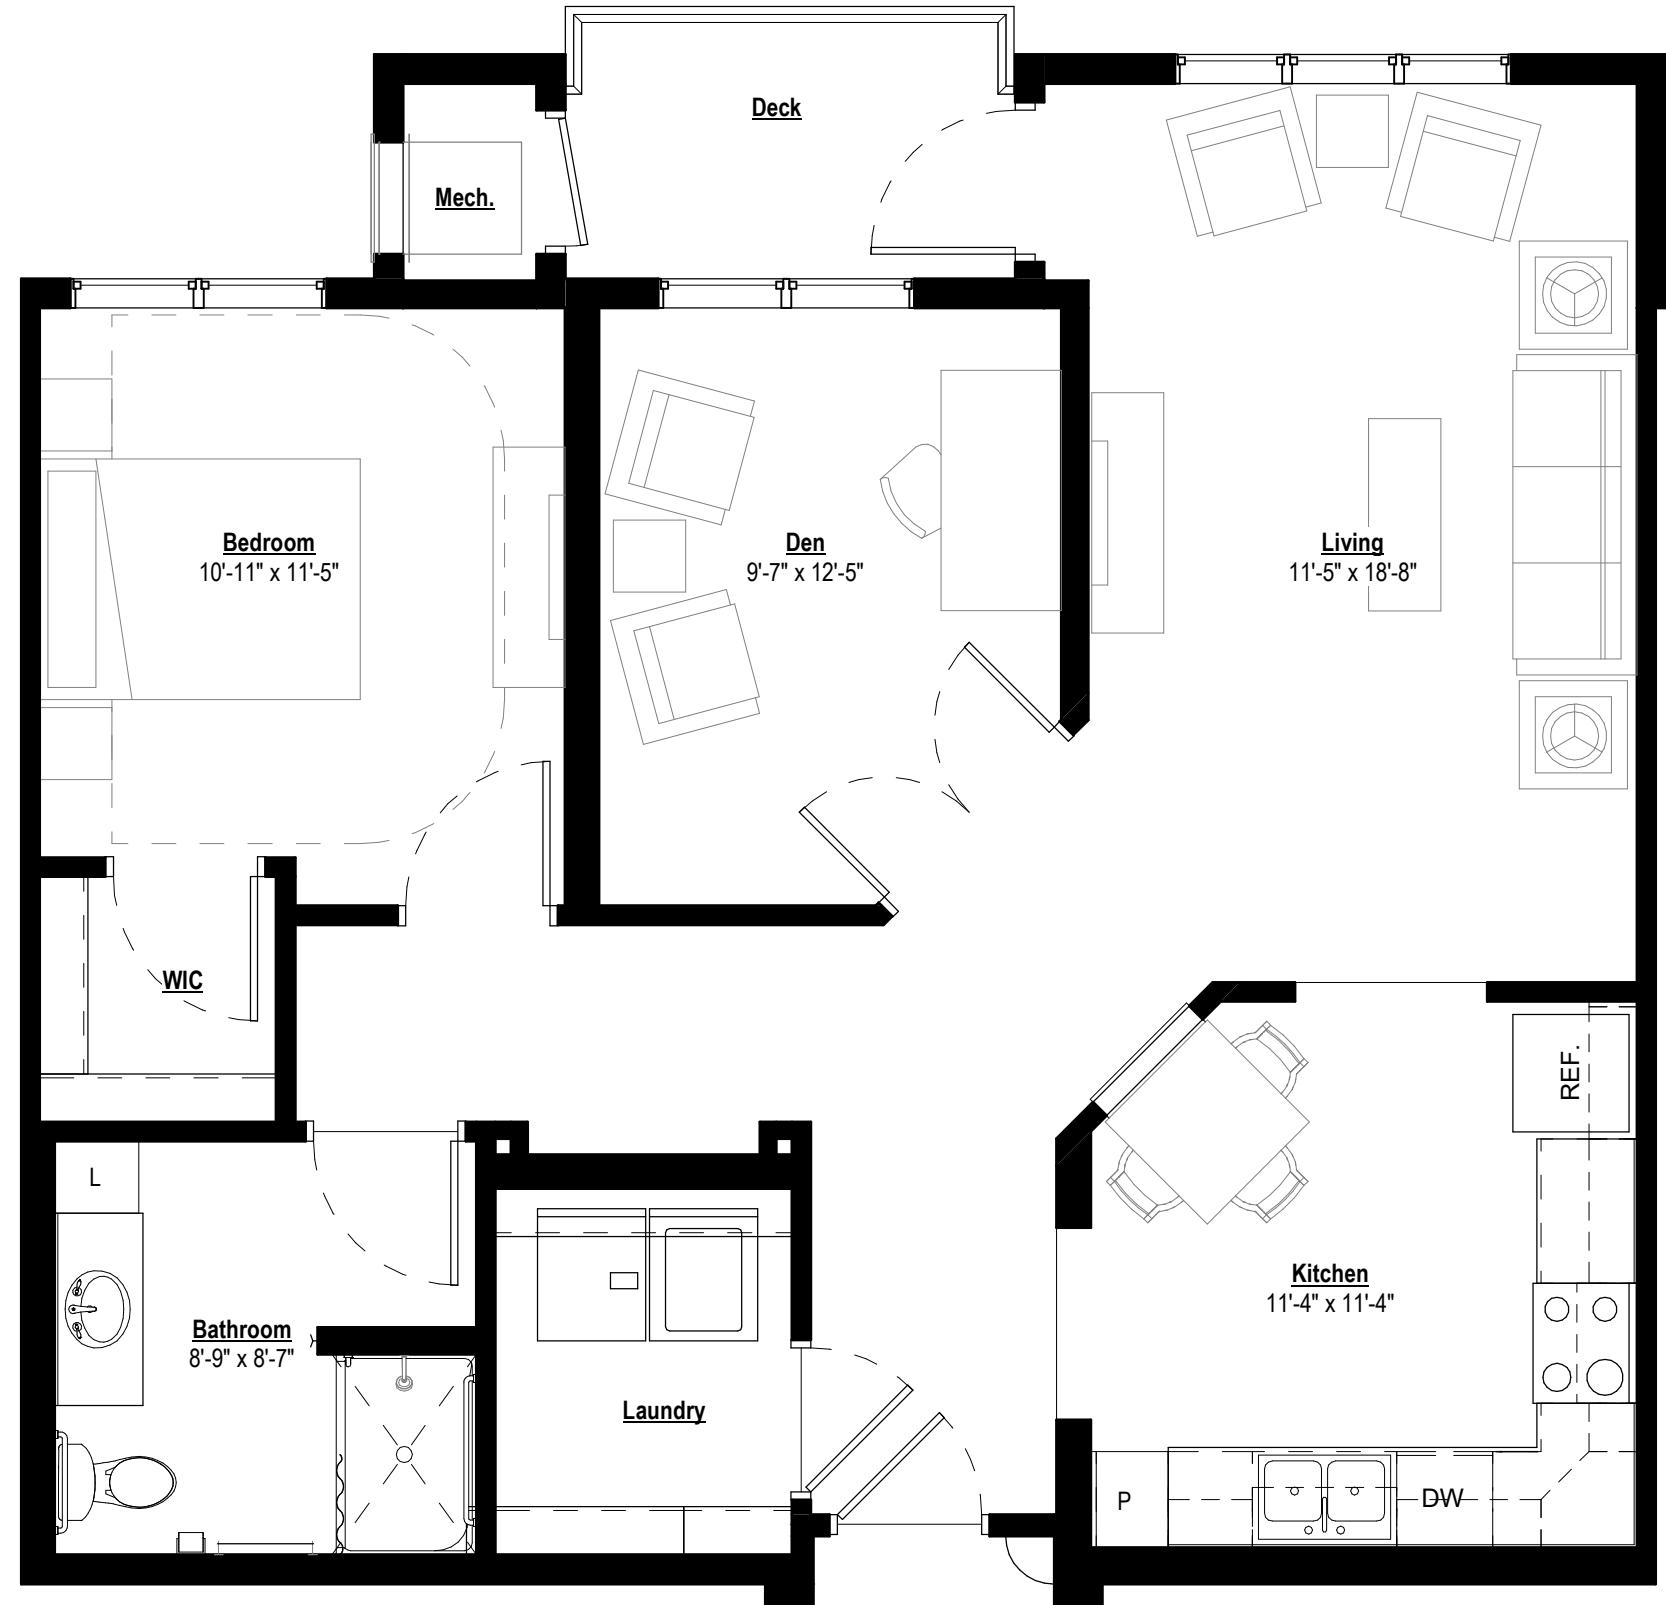 Deck
Mech.
Bedroom
10'-11" x 11'-5"
Den
9'-7" x 12'-5"
Living
11'-5" x 18'-8"
WIC
REF.
L
Kitchen
11'-4" x 11'-4"
Bathroom
8'-9" x 8'-7"
Laundry
P
DW